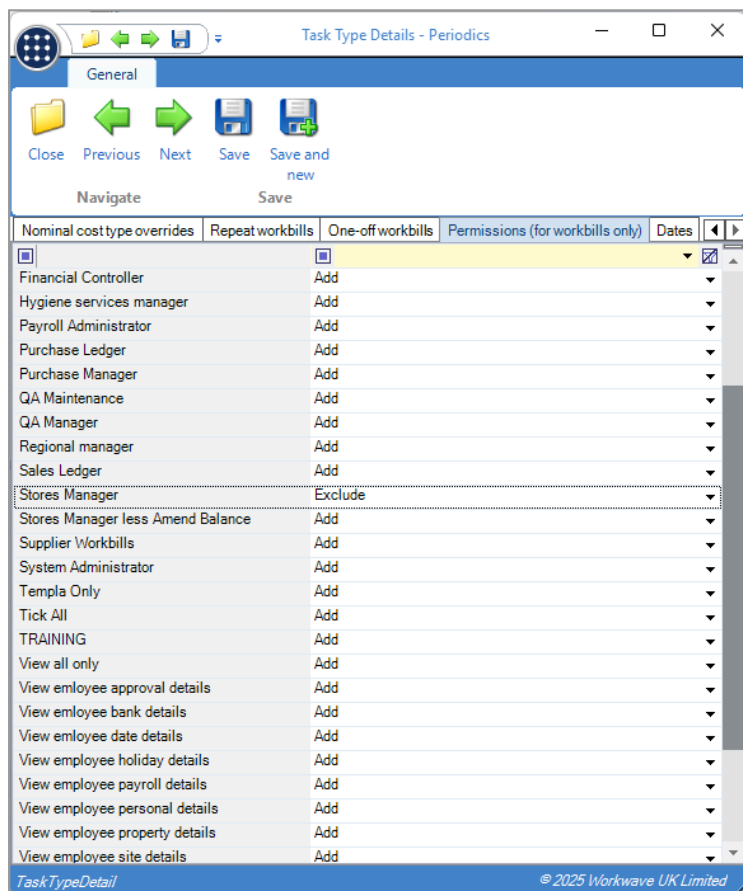 Task Type Details - Periodics
General
Close Previous Next Save Save and new
Navigate Save
Nominal cost type overrides Repeat workbills One-off workbills Permissions (for workbills only) Dates
Financial Controller Add
Hygiene services manager Add
Payroll Administrator Add
Purchase Ledger Add
Purchase Manager Add
QA Maintenance Add
QA Manager Add
Regional manager Add
Sales Ledger Add
Stores Manager Exclude
Stores Manager less Amend Balance Add
Supplier Workbills Add
System Administrator Add
Templa Only Add
Tick All Add
TRAINING Add
View all only Add
View emloyee approval details Add
View emloyee bank details Add
View emloyee date details Add
View employee holiday details Add
View employee payroll details Add
View employee personal details Add
View employee property details Add
View employee site details Add
TaskTypeDetail © 2025 Workwave UK Limited